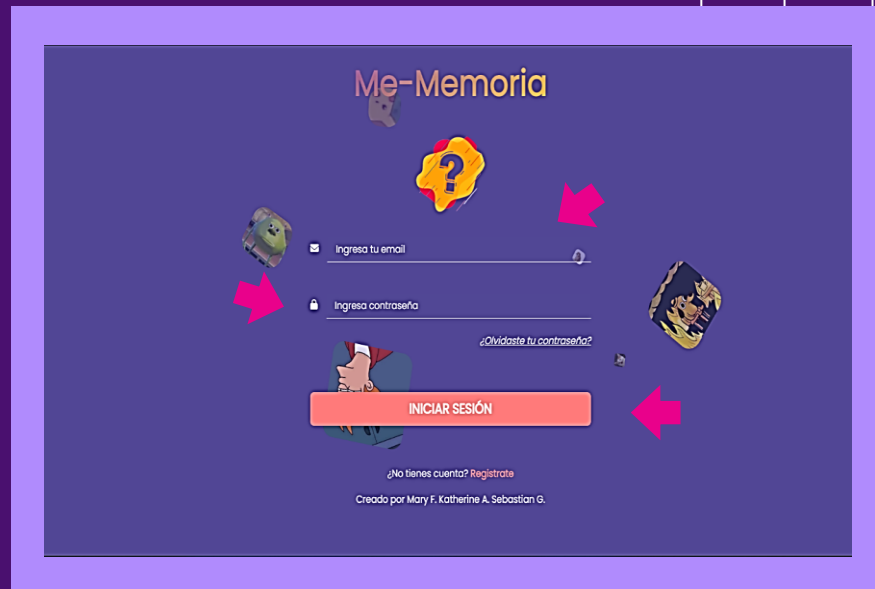 Me-Memoria
?
Ingresa tu email
Ingresa contraseña
¿Olvidaste tu contraseña?
INICIAR SESIÓN
¿No tienes cuenta? Registrate
Creado por Mary F. Katherine A. Sebastian G.